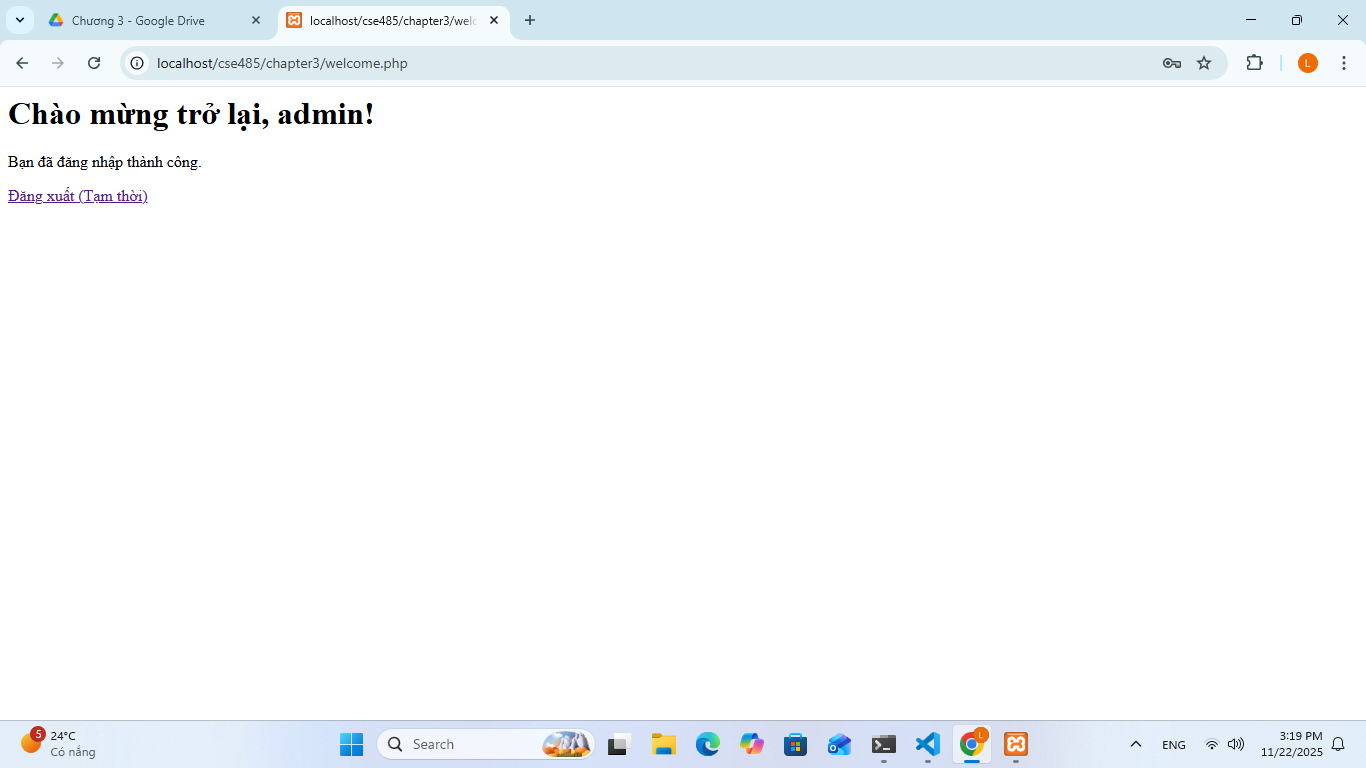 Chương 3 - Google Drive
localhost/cse485/chapter3/welc
localhost/cse485/chapter3/welcome.php
L
Chào mừng trở lại, admin!
Bạn đã đăng nhập thành công.
Đăng xuất (Tạm thời)
5
24°C
Có nắng
Search
L
ENG
3:19 PM
11/22/2025